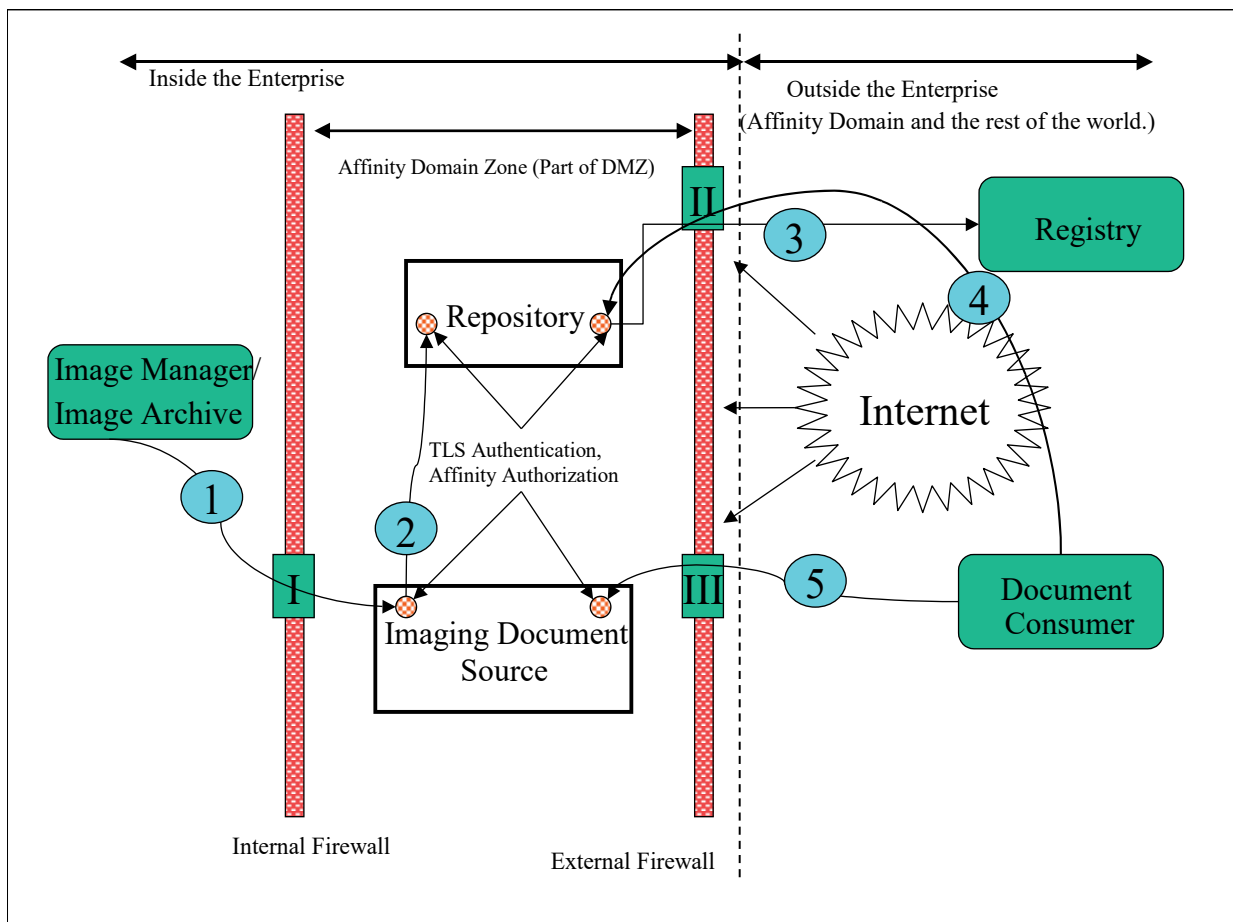 Inside the Enterprise
Outside the Enterprise
(Affinity Domain and the rest of the world.)
Affinity Domain Zone (Part of DMZ)
II
3
Registry
4
Repository
Image Manager/
Image Archive
Internet
TLS Authentication,
Affinity Authorization
1
2
I
III
5
Document
Consumer
Imaging Document
Source
Internal Firewall
External Firewall